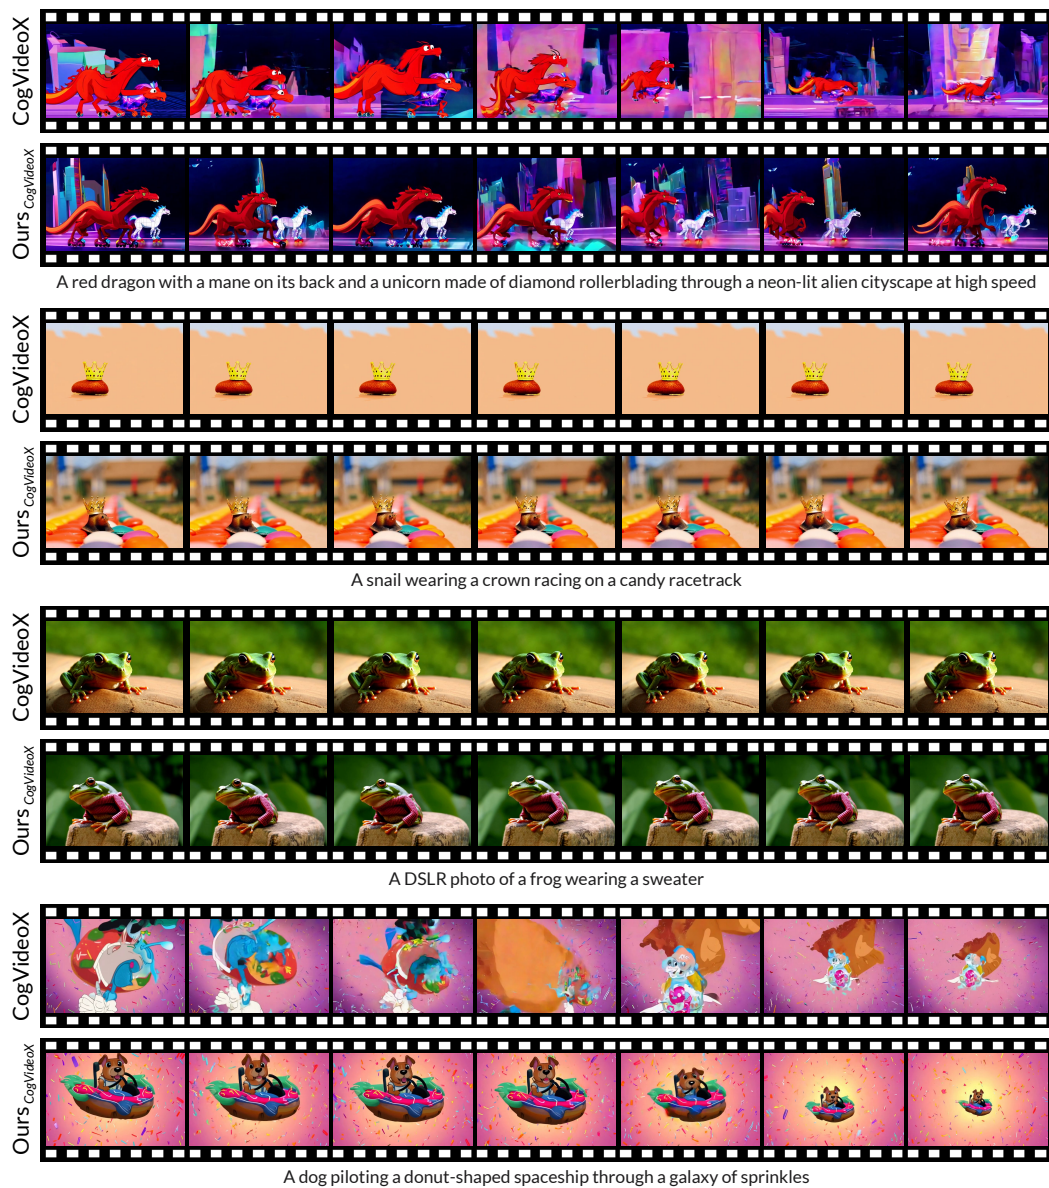 CogVideoX
Ours CogVideoX
A red dragon with a mane on its back and a unicorn made of diamond rollerblading through a neon-lit alien cityscape at high speed
CogVideoX
Ours CogVideoX
A snail wearing a crown racing on a candy racetrack
CogVideoX
Ours CogVideoX
A DSLR photo of a frog wearing a sweater
CogVideoX
Ours CogVideoX
A dog piloting a donut-shaped spaceship through a galaxy of sprinkles